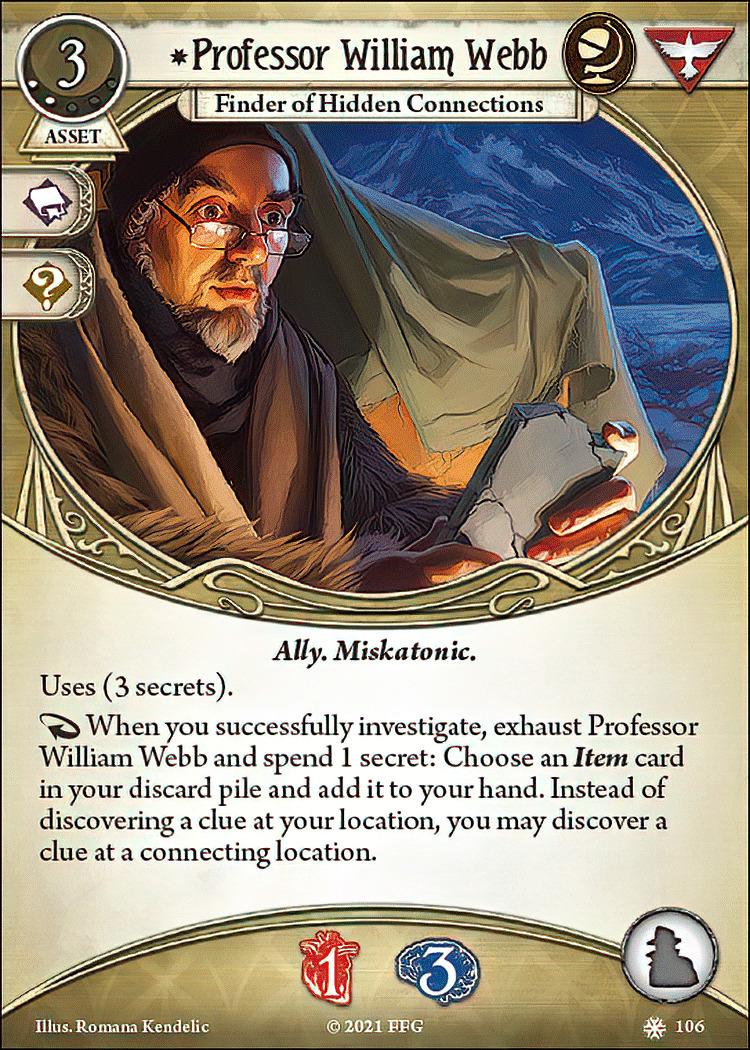 3
ASSET
Professor William Webb
Finder of Hidden Connections
?
Ally. Miskatonic.
Uses (3 secrets).
When you successfully investigate, exhaust Professor
William Webb and spend 1 secret: Choose an Item card
in your discard pile and add it to your hand. Instead of
discovering a clue at your location, you may discover a
clue at a connecting location.
1
3
Illus. Romana Kendelic
© 2021 FFG
106